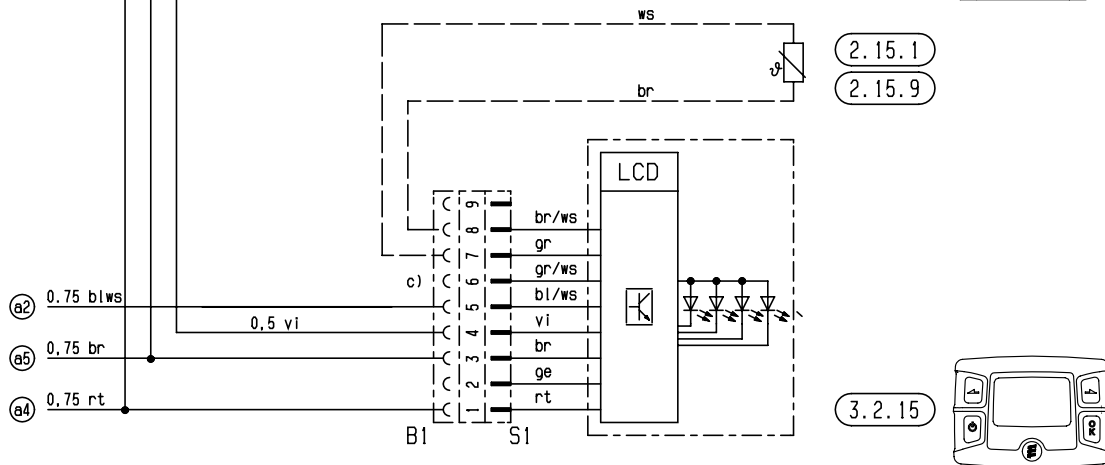 ws
2.15.1
ϑ
br
2.15.9
LCD
9
8 br/ws
7 gr
c) 6 gr/ws
a2 0.75 blws 5 bl/ws
0,5 vi 4 vi
a5 0,75 br 3 br
2 ge
a4 0,75 rt 1 rt
3.2.15
B1 S1
OK